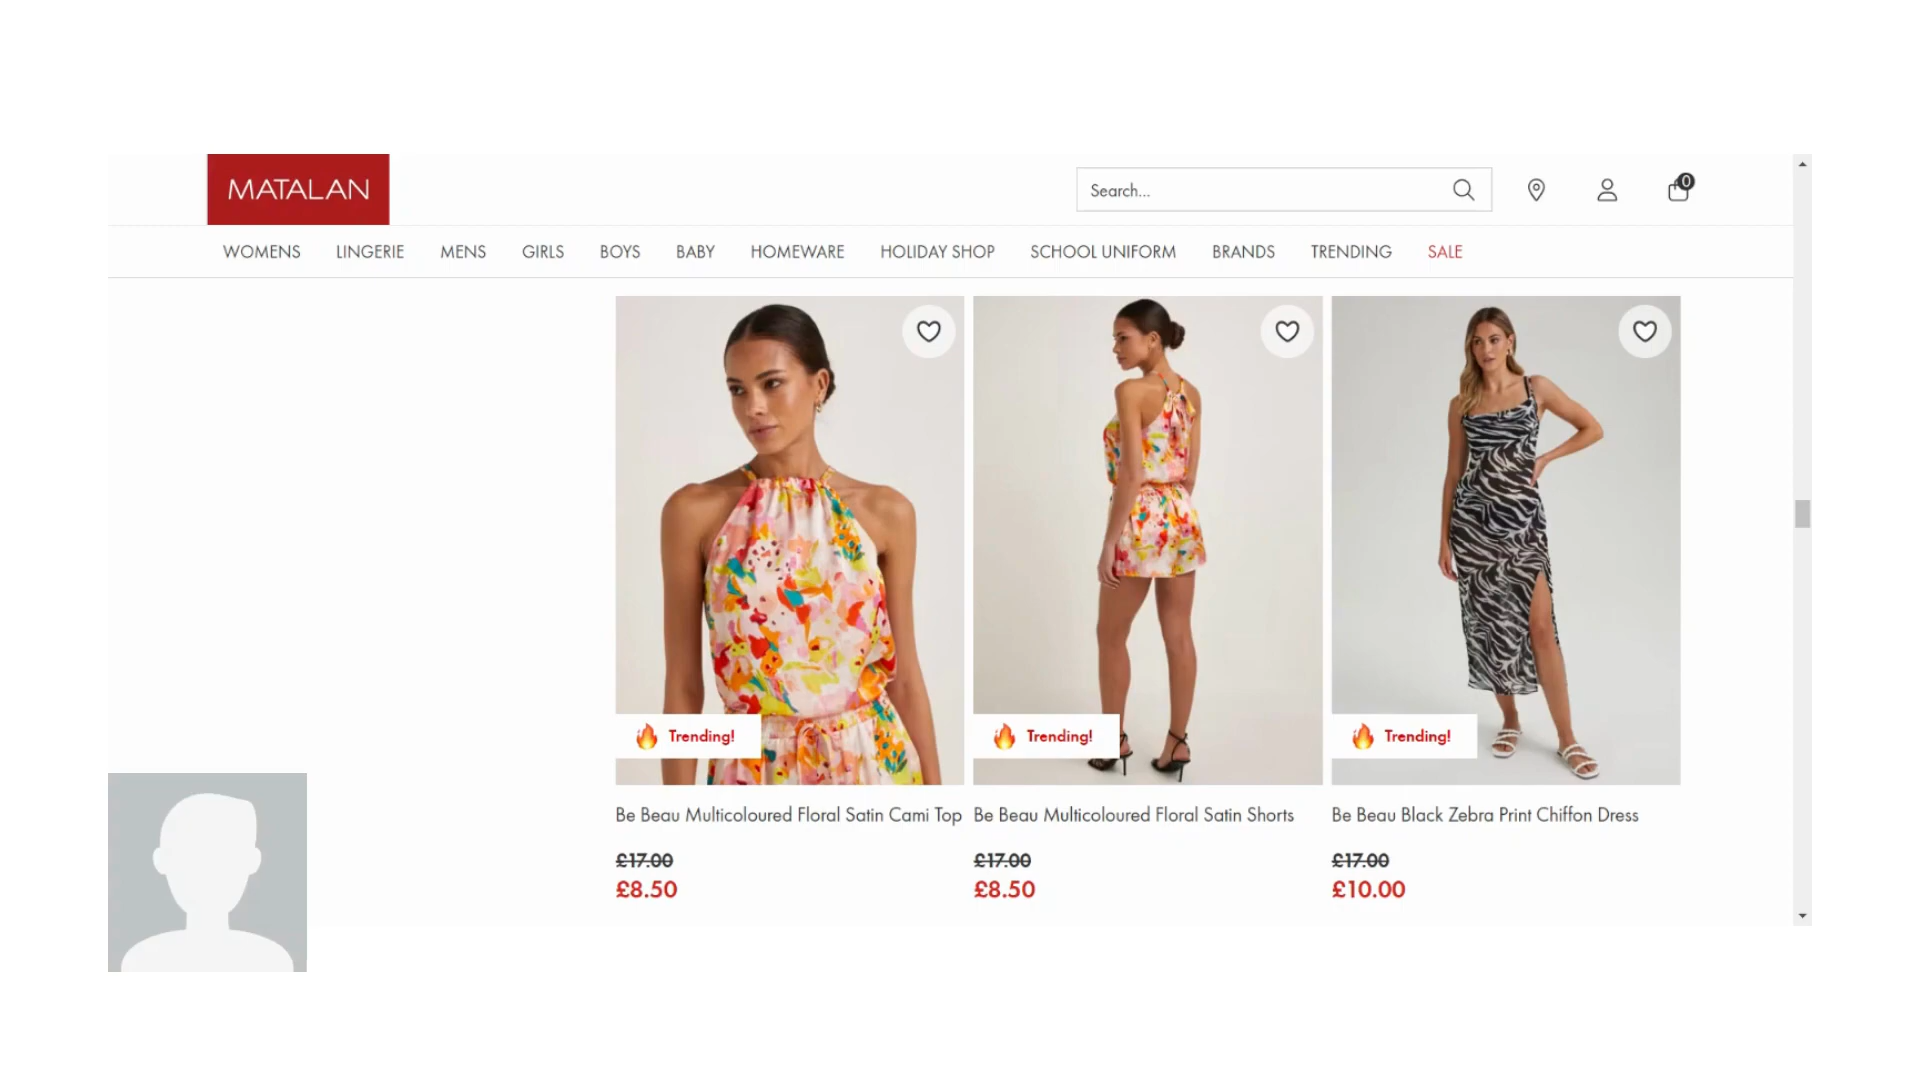 MATALAN
Search...
0
WOMENS LINGERIE MENS GIRLS BOYS BABY HOMEWARE HOLIDAY SHOP SCHOOL UNIFORM BRANDS TRENDING SALE
Trending! Trending! Trending!
Be Beau Multicoloured Floral Satin Cami Top Be Beau Multicoloured Floral Satin Shorts Be Beau Black Zebra Print Chiffon Dress
£17.00 £17.00 £17.00
£8.50 £8.50 £10.00